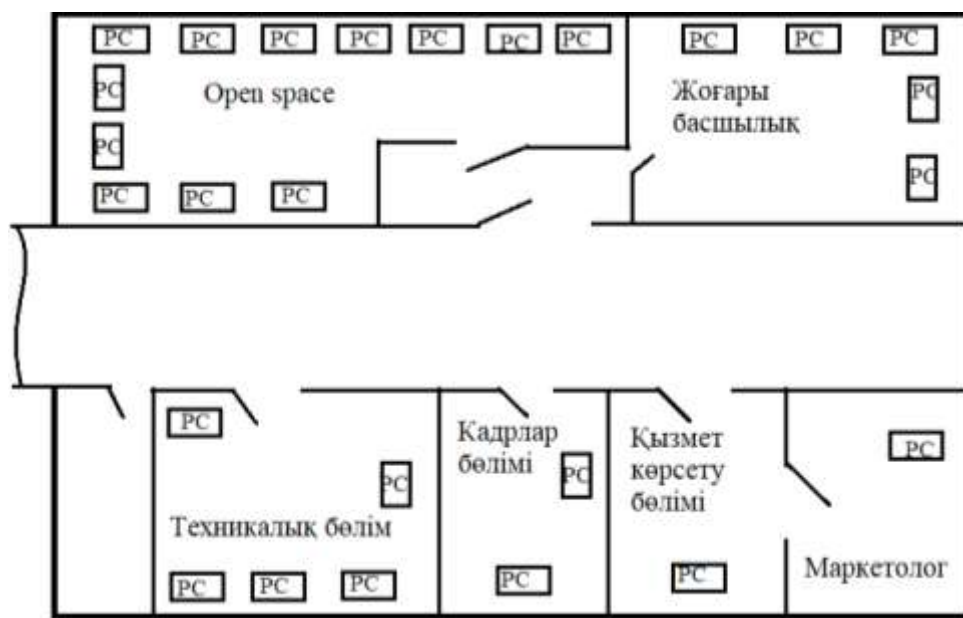 PC PC PC PC PC PC PC PC PC PC
PC PC
Open space
Жоғары
басшылық
PC
PC
PC PC PC
PC
Кадрлар
бөлімі
Қызмет
көрсету
бөлімі
PC
PC
PC
Техникалық бөлім
Маркетолог
PC PC PC PC PC